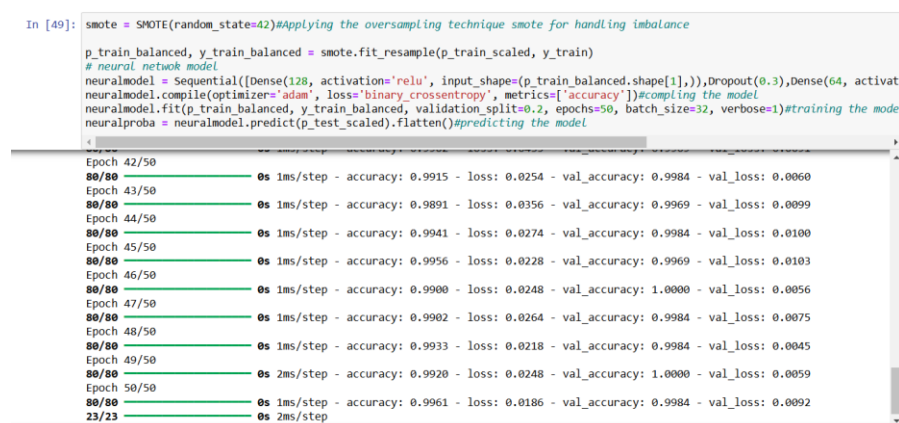 In [49]: smote = SMOTE(random_state=42)#Applying the oversampling technique smote for handling imbalance
p_train_balanced, y_train_balanced = smote.fit_resample(p_train_scaled, y_train)
# neural netwok model
neuralmodel = Sequential([Dense(128, activation='relu', input_shape=(p_train_balanced.shape[1],)),Dropout(0.3),Dense(64, activat
neuralmodel.compile(optimizer='adam', loss='binary_crossentropy', metrics=['accuracy'])#compling the model
neuralmodel.fit(p_train_balanced, y_train_balanced, validation_split=0.2, epochs=50, batch_size=32, verbose=1)#training the mode
neuralproba = neuralmodel.predict(p_test_scaled).flatten()#predicting the model
Epoch 42/50
80/80 0s 1ms/step - accuracy: 0.9915 - loss: 0.0254 - val_accuracy: 0.9984 - val_loss: 0.0060
Epoch 43/50
80/80 0s 1ms/step - accuracy: 0.9891 - loss: 0.0356 - val_accuracy: 0.9969 - val_loss: 0.0099
Epoch 44/50
80/80 0s 1ms/step - accuracy: 0.9941 - loss: 0.0274 - val_accuracy: 0.9984 - val_loss: 0.0100
Epoch 45/50
80/80 0s 1ms/step - accuracy: 0.9956 - loss: 0.0228 - val_accuracy: 0.9969 - val_loss: 0.0103
Epoch 46/50
80/80 0s 1ms/step - accuracy: 0.9900 - loss: 0.0248 - val_accuracy: 1.0000 - val_loss: 0.0056
Epoch 47/50
80/80 0s 1ms/step - accuracy: 0.9902 - loss: 0.0264 - val_accuracy: 0.9984 - val_loss: 0.0075
Epoch 48/50
80/80 0s 1ms/step - accuracy: 0.9933 - loss: 0.0218 - val_accuracy: 0.9984 - val_loss: 0.0045
Epoch 49/50
80/80 0s 2ms/step - accuracy: 0.9920 - loss: 0.0248 - val_accuracy: 1.0000 - val_loss: 0.0059
Epoch 50/50
80/80 0s 1ms/step - accuracy: 0.9961 - loss: 0.0186 - val_accuracy: 0.9984 - val_loss: 0.0092
23/23 0s 2ms/step